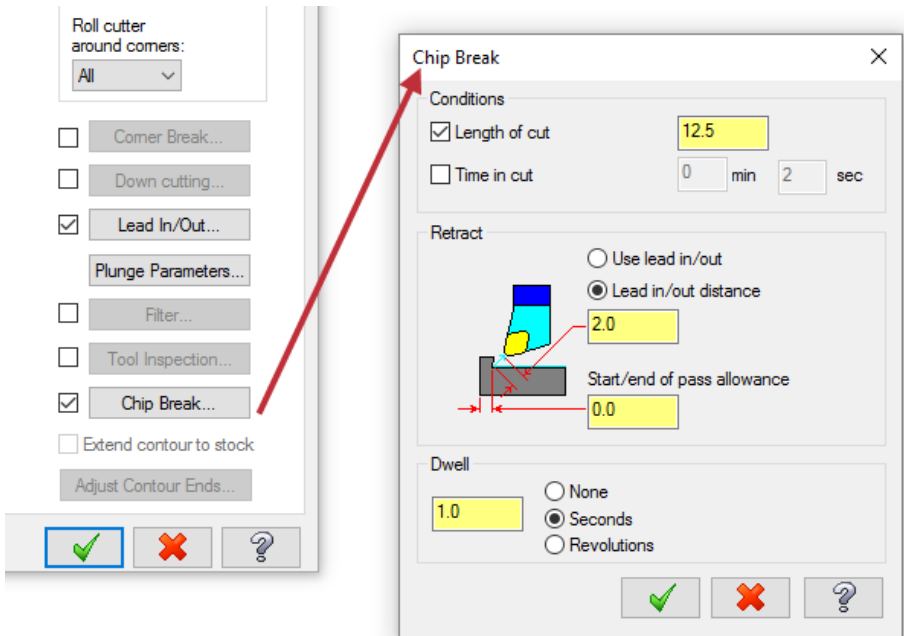 Roll cutter
around corners:
All
Corner Break...
Down cutting...
Lead In/Out...
Plunge Parameters...
Filter...
Tool Inspection...
Chip Break...
Extend contour to stock
Adjust Contour Ends...
Chip Break
Conditions
Length of cut 12.5
Time in cut 0 min 2 sec
Retract
Use lead in/out
Lead in/out distance
2.0
Start/end of pass allowance
0.0
Dwell
1.0
None
Seconds
Revolutions